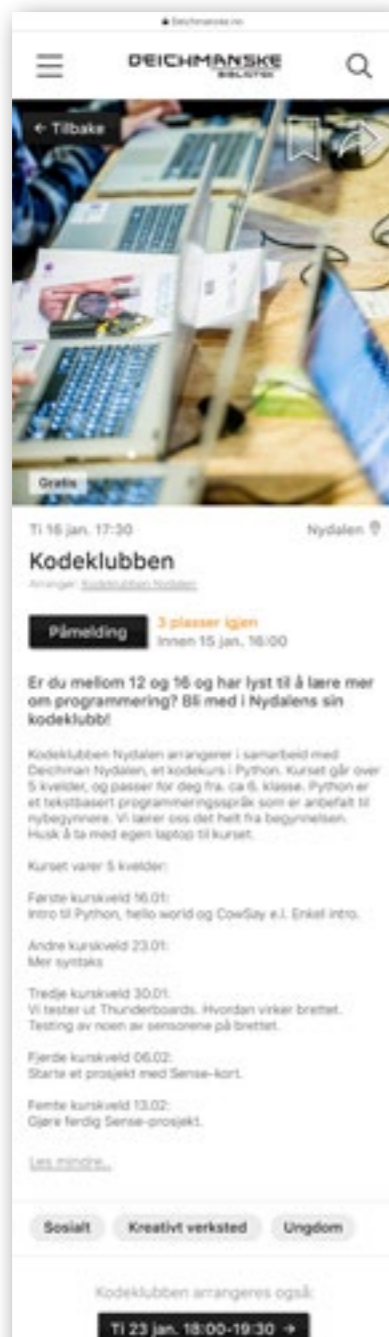 Deichmanske.no
DEICHMANSKE
BIBLIOTEK
← Tilbake
Gratis
Ti 16 jan. 17:30
Nydalen
Kodeklubben
Arrangør: Kodeklubben Nydalen
Påmelding
3 plasser igjen
Innen 15 jan. 16:00
Er du mellom 12 og 16 og har lyst til å lære mer
om programmering? Bli med i Nydalens sin
kodeklubb!
Kodeklubben Nydalen arrangerer i samarbeid med
Deichman Nydalen, et kodekurs i Python. Kurset går over
5 kvelder, og passer for deg fra. ca 6. klasse. Python er
et tekstbasert programmeringsspråk som er anbefalt til
nybegynnere. Vi lærer oss det helt fra begynnelsen.
Husk å ta med egen laptop til kurset.
Kurset varer 5 kvelder:
Første kurskveld 16.01:
Intro til Python, hello world og CowSay e.l. Enkel intro.
Andre kurskveld 23.01:
Mer syntaks
Tredje kurskveld 30.01:
Vi tester ut Thunderboards. Hvordan virker brettet.
Testing av noen av sensorene på brettet.
Fjerde kurskveld 06.02:
Starte et prosjekt med Sense-kort.
Femte kurskveld 13.02:
Gjøre ferdig Sense-prosjekt.
Les mindre...
Sosialt
Kreativt verksted
Ungdom
Kodeklubben arrangeres også:
Ti 23 jan. 18:00-19:30 →